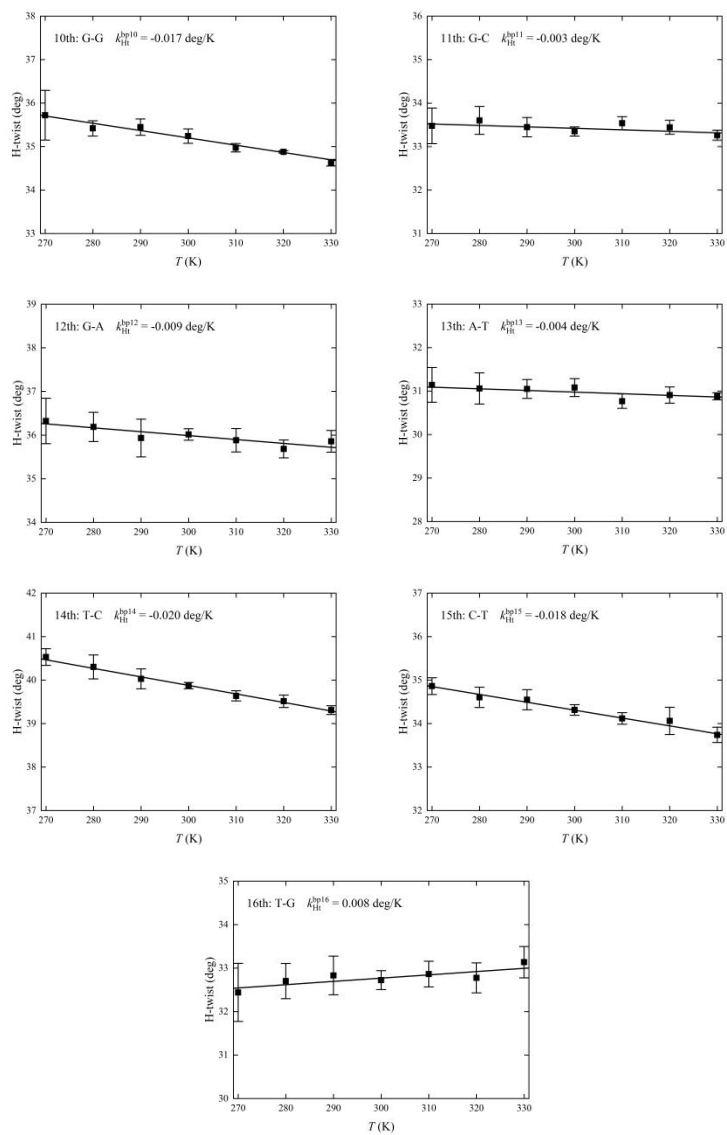 10th: G-G k_Ht^bp10 = -0.017 deg/K
H-twist (deg)
38
37
36
35
34
33
270 280 290 300 310 320 330
T (K)
11th: G-C k_Ht^bp11 = -0.003 deg/K
H-twist (deg)
36
35
34
33
32
31
270 280 290 300 310 320 330
T (K)
12th: G-A k_Ht^bp12 = -0.009 deg/K
H-twist (deg)
39
38
37
36
35
34
270 280 290 300 310 320 330
T (K)
13th: A-T k_Ht^bp13 = -0.004 deg/K
H-twist (deg)
33
32
31
30
29
28
270 280 290 300 310 320 330
T (K)
14th: T-C k_Ht^bp14 = -0.020 deg/K
H-twist (deg)
42
41
40
39
38
37
270 280 290 300 310 320 330
T (K)
15th: C-T k_Ht^bp15 = -0.018 deg/K
H-twist (deg)
37
36
35
34
33
32
270 280 290 300 310 320 330
T (K)
16th: T-G k_Ht^bp16 = 0.008 deg/K
H-twist (deg)
35
34
33
32
31
30
270 280 290 300 310 320 330
T (K)